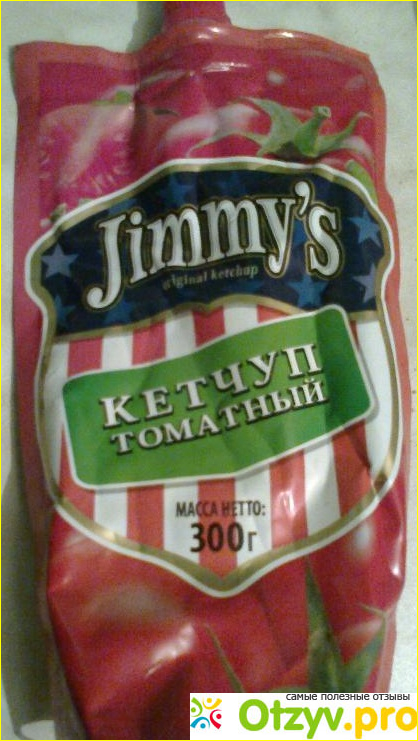 Jimmy's
original ketchup
КЕТЧУП
ТОМАТНЫЙ
МАССА НЕТТО:
300г
самые полезные отзывы
Otzyv.pro